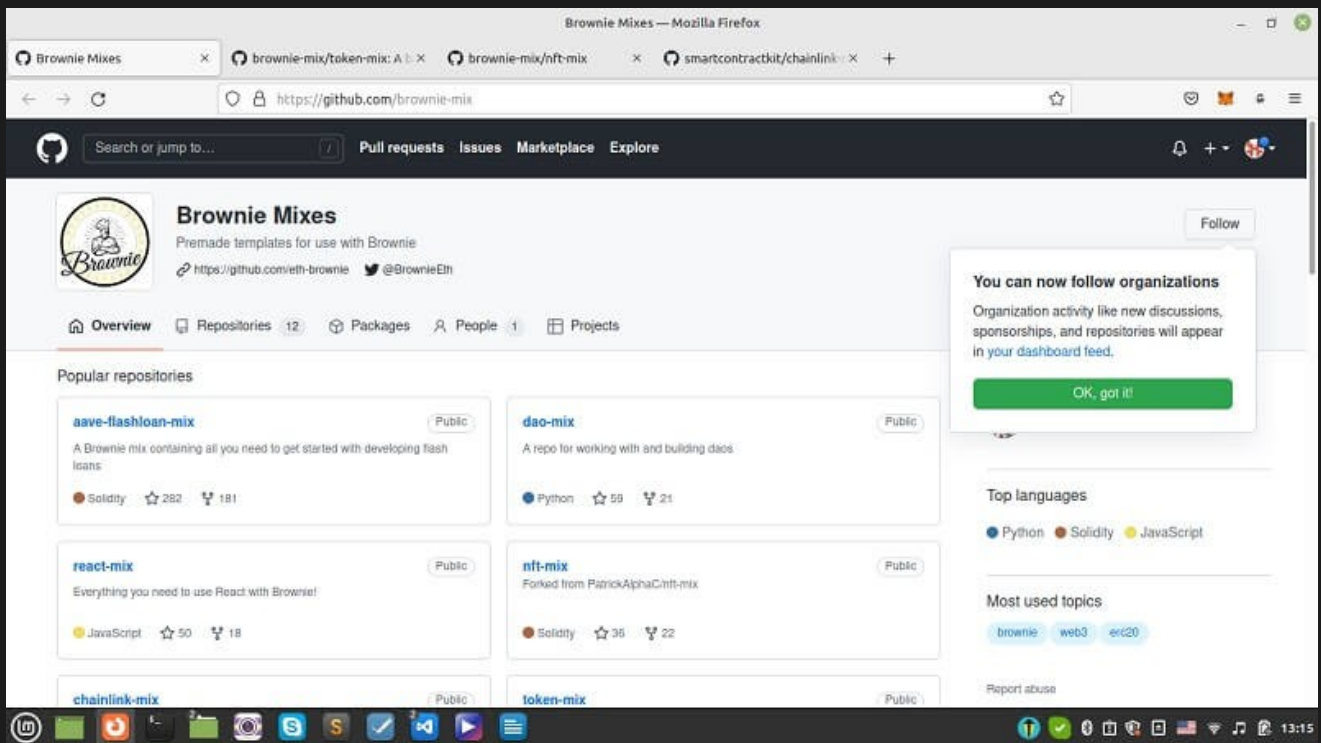 Brownie Mixes — Mozilla Firefox
Brownie Mixes
brownie-mix/token-mix: A
brownie-mix/nft-mix
smartcontractkit/chainlink
https://github.com/brownie-mix
Search or jump to... /
Pull requests Issues Marketplace Explore
Brownie
Brownie Mixes
Premade templates for use with Brownie
https://github.com/eth-brownie @BrownieEth
Follow
You can now follow organizations
Organization activity like new discussions,
sponsorships, and repositories will appear
in your dashboard feed.
OK, got it!
Overview Repositories 12 Packages People 1 Projects
Popular repositories
aave-flashloan-mix Public
A Brownie mix containing all you need to get started with developing flash
loans
Solidity 282 181
dao-mix Public
A repo for working with and building daos
Python 59 21
react-mix Public
Everything you need to use React with Brownie!
JavaScript 50 18
nft-mix Public
Forked from PatrickAlphaC/nft-mix
Solidity 36 22
chainlink-mix Public
token-mix Public
Top languages
Python Solidity JavaScript
Most used topics
brownie web3 erc20
Report abuse
13:15